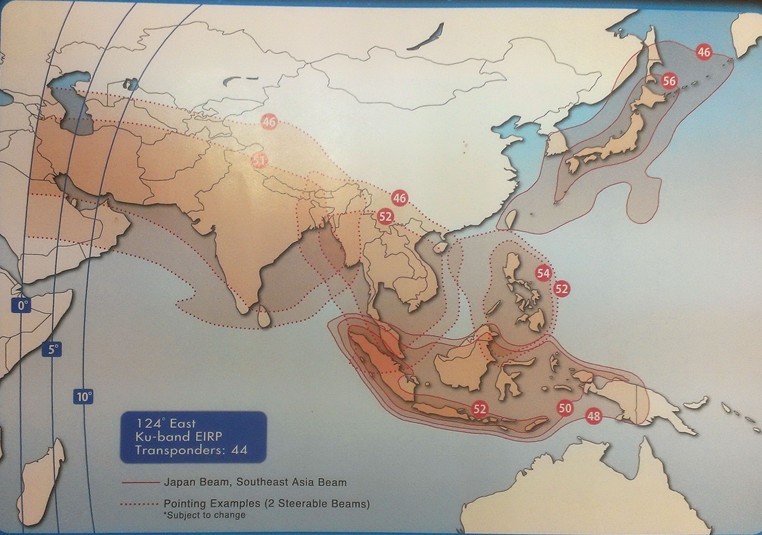 46
56
46
51
46
52
54
52
0°
5°
10°
52
50
48
124° East
Ku-band EIRP
Transponders: 44
Japan Beam, Southeast Asia Beam
Pointing Examples (2 Steerable Beams)
*Subject to change